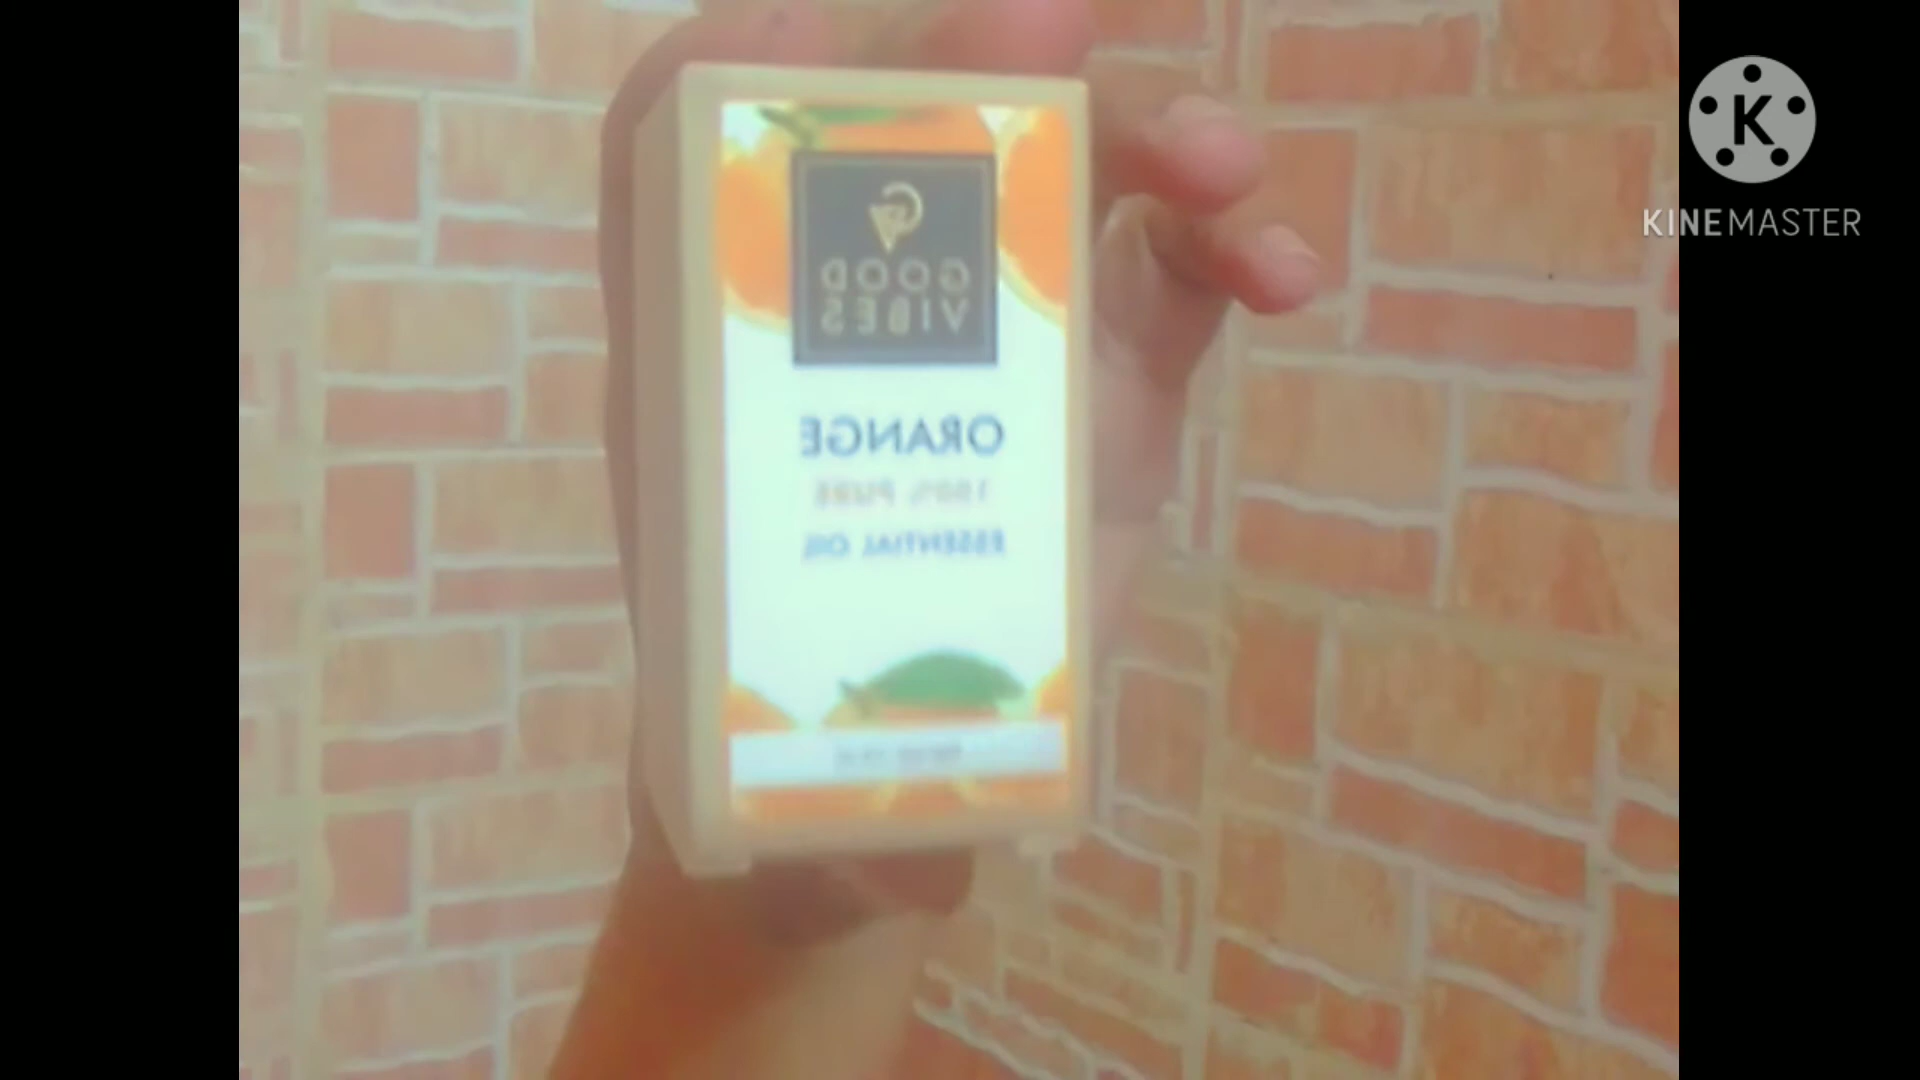 GOOD
VIBES
ORANGE
100% PURE
ESSENTIAL OIL
K
KINEMASTER